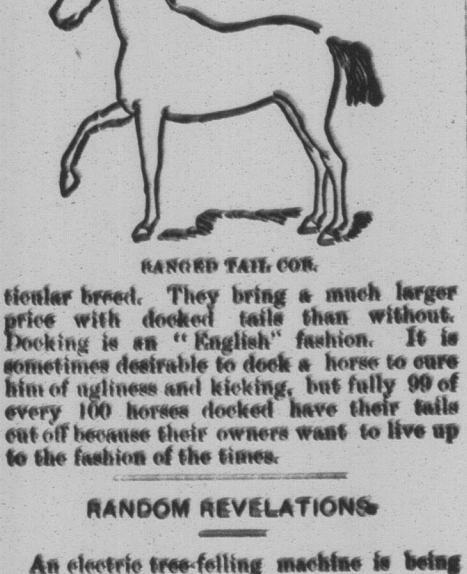 BANGED TAIL COB.
ticular breed. They bring a much larger
price with docked tails than without.
Docking is an "English" fashion. It is
sometimes desirable to dock a horse to cure
him of ugliness and kicking, but fully 99 of
every 100 horses docked have their tails
cut off because their owners want to live up
to the fashion of the times.
RANDOM REVELATIONS.
An electric tree-felling machine is being